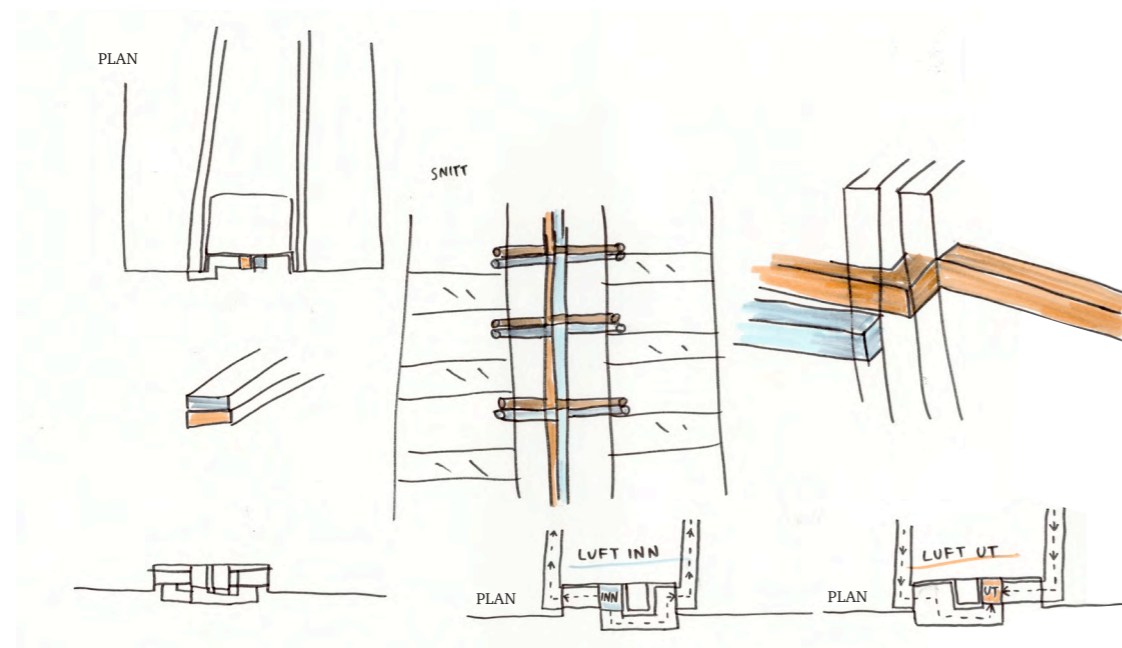 PLAN
SNITT
LUFT INN
PLAN
INN
LUFT UT
PLAN
UT